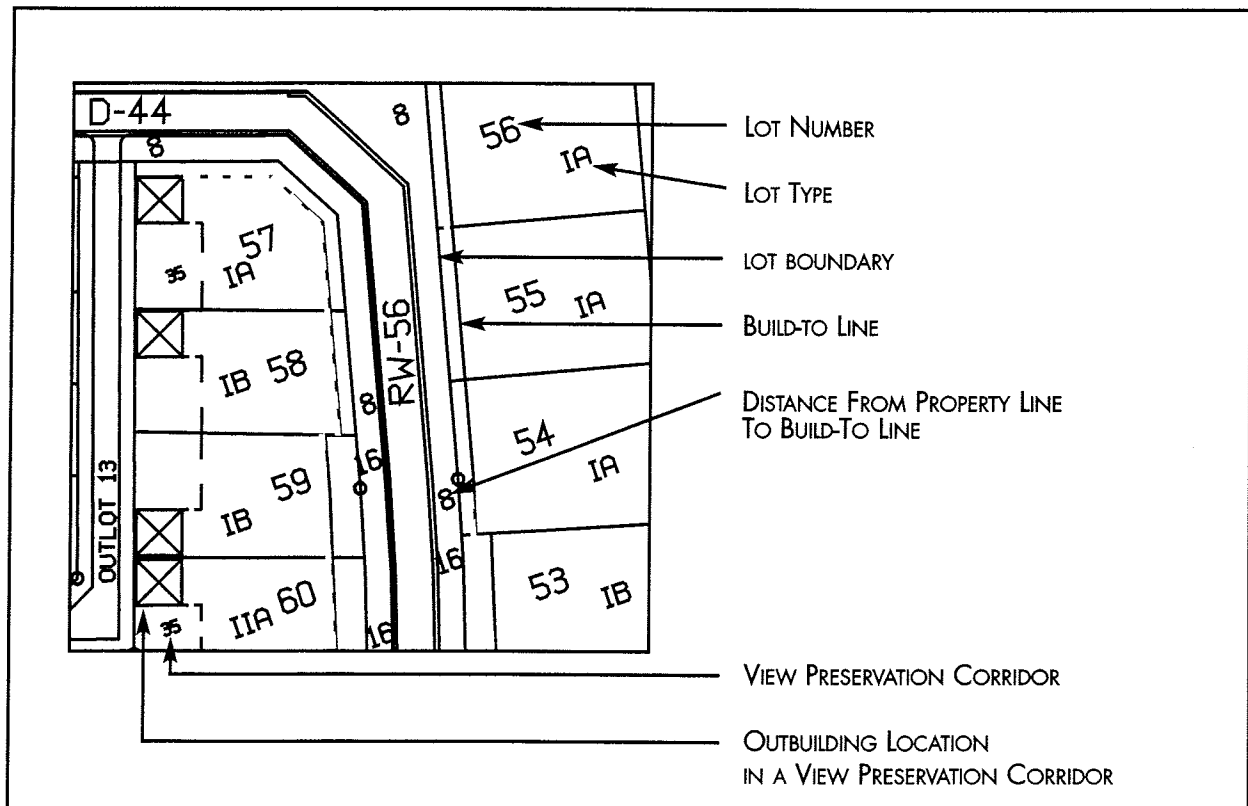 D-44
8
8
56
IA
LOT NUMBER
LOT TYPE
57
35
IA
LOT BOUNDARY
55
IA
RW-56
BUILD-TO LINE
IB 58
8
DISTANCE FROM PROPERTY LINE
TO BUILD-TO LINE
54
IA
16
59
IB
8
OUTLOT 13
16
53
IB
IIA 60
35
16
VIEW PRESERVATION CORRIDOR
OUTBUILDING LOCATION
IN A VIEW PRESERVATION CORRIDOR